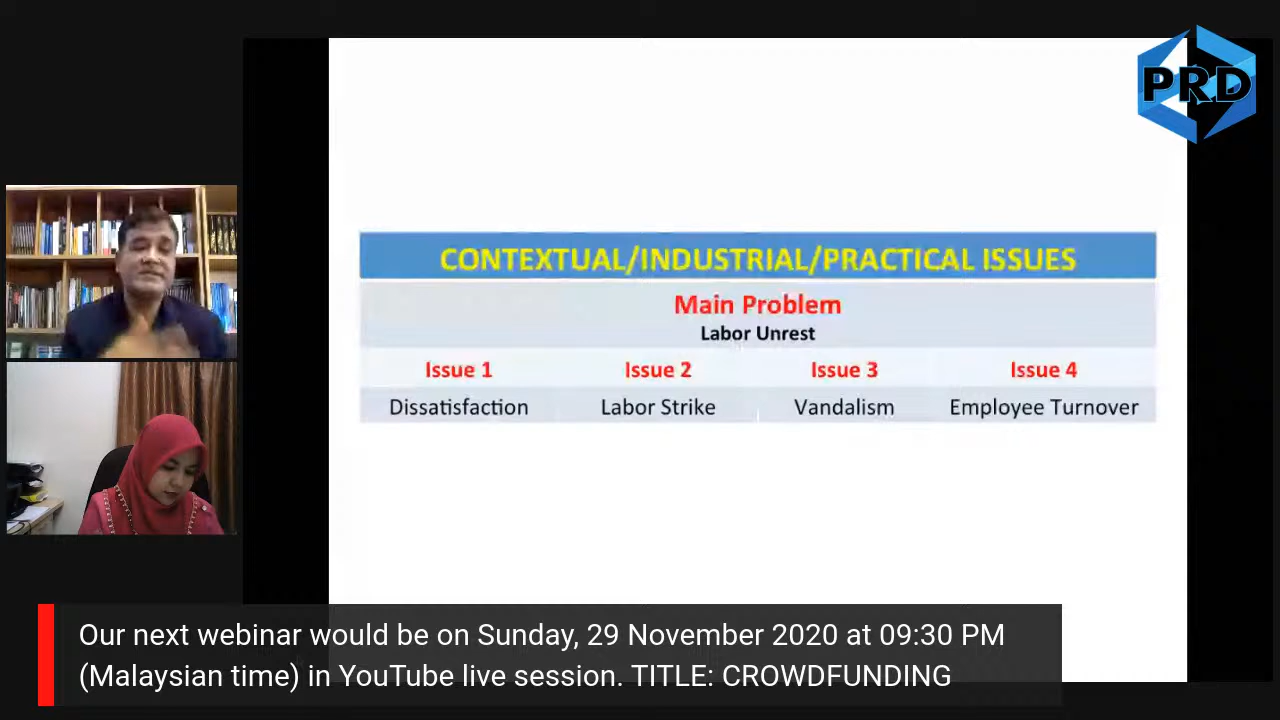 PRD
CONTEXTUAL/INDUSTRIAL/PRACTICAL ISSUES
Main Problem
Labor Unrest
Issue 1 Issue 2 Issue 3 Issue 4
Dissatisfaction Labor Strike Vandalism Employee Turnover
Our next webinar would be on Sunday, 29 November 2020 at 09:30 PM
(Malaysian time) in YouTube live session. TITLE: CROWDFUNDING